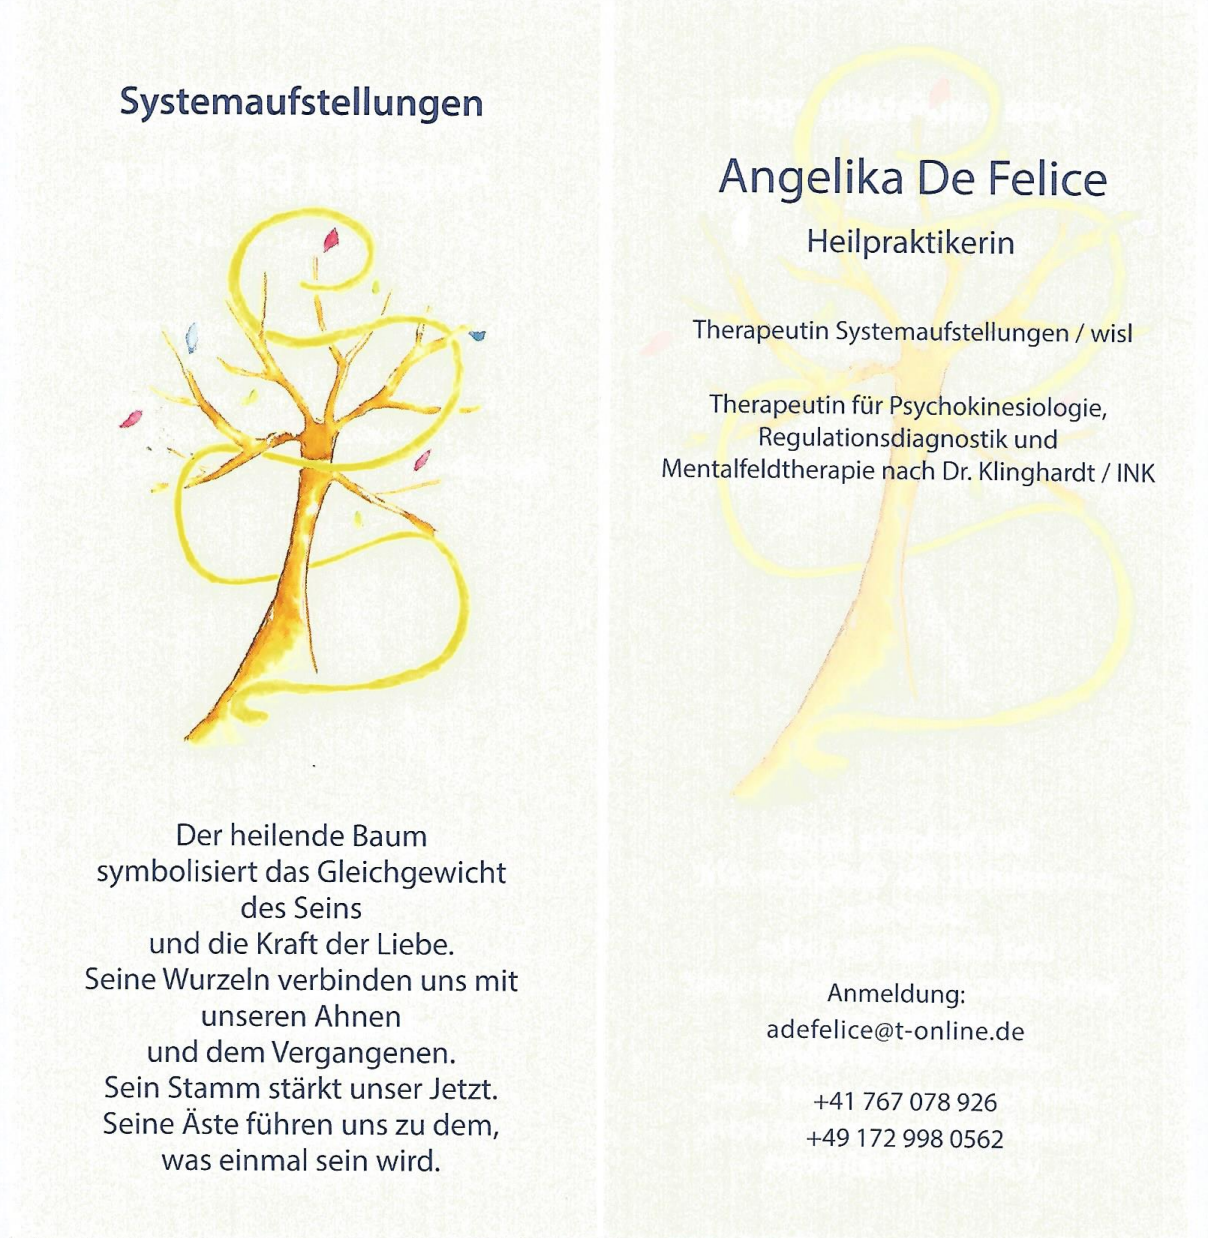 Systemaufstellungen
Der heilende Baum
symbolisiert das Gleichgewicht
des Seins
und die Kraft der Liebe.
Seine Wurzeln verbinden uns mit
unseren Ahnen
und dem Vergangenen.
Sein Stamm stärkt unser Jetzt.
Seine Äste führen uns zu dem,
was einmal sein wird.
Angelika De Felice
Heilpraktikerin
Therapeutin Systemaufstellungen / wisl
Therapeutin für Psychokinesiologie,
Regulationsdiagnostik und
Mentalfeldtherapie nach Dr. Klinghardt / INK
Anmeldung:
adefelice@t-online.de
+41 767 078 926
+49 172 998 0562